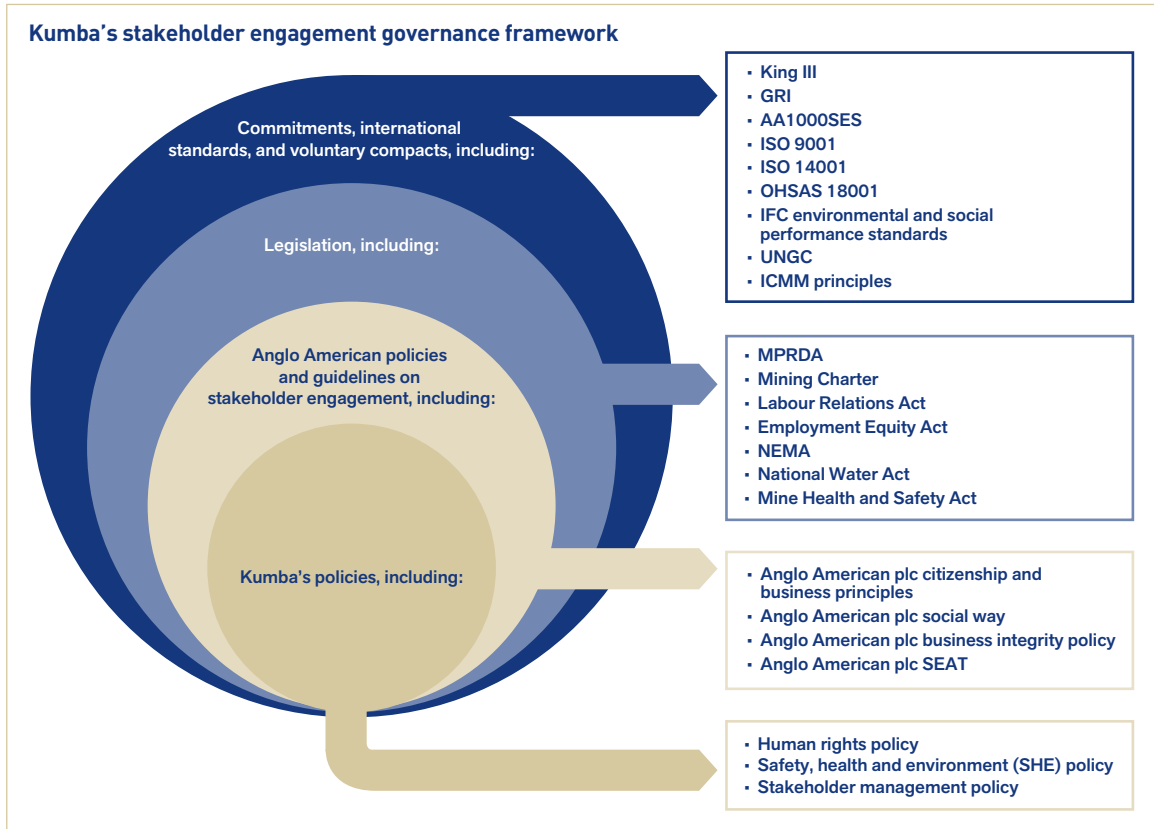 Kumba's stakeholder engagement governance framework
Commitments, international
standards, and voluntary compacts, including:
▪ King III
▪ GRI
▪ AA1000SES
▪ ISO 9001
▪ ISO 14001
▪ OHSAS 18001
▪ IFC environmental and social
performance standards
▪ UNGC
▪ ICMM principles
Legislation, including:
▪ MPRDA
▪ Mining Charter
▪ Labour Relations Act
▪ Employment Equity Act
▪ NEMA
▪ National Water Act
▪ Mine Health and Safety Act
Anglo American policies
and guidelines on
stakeholder engagement, including:
▪ Anglo American plc citizenship and
business principles
▪ Anglo American plc social way
▪ Anglo American plc business integrity policy
▪ Anglo American plc SEAT
Kumba's policies, including:
▪ Human rights policy
▪ Safety, health and environment (SHE) policy
▪ Stakeholder management policy